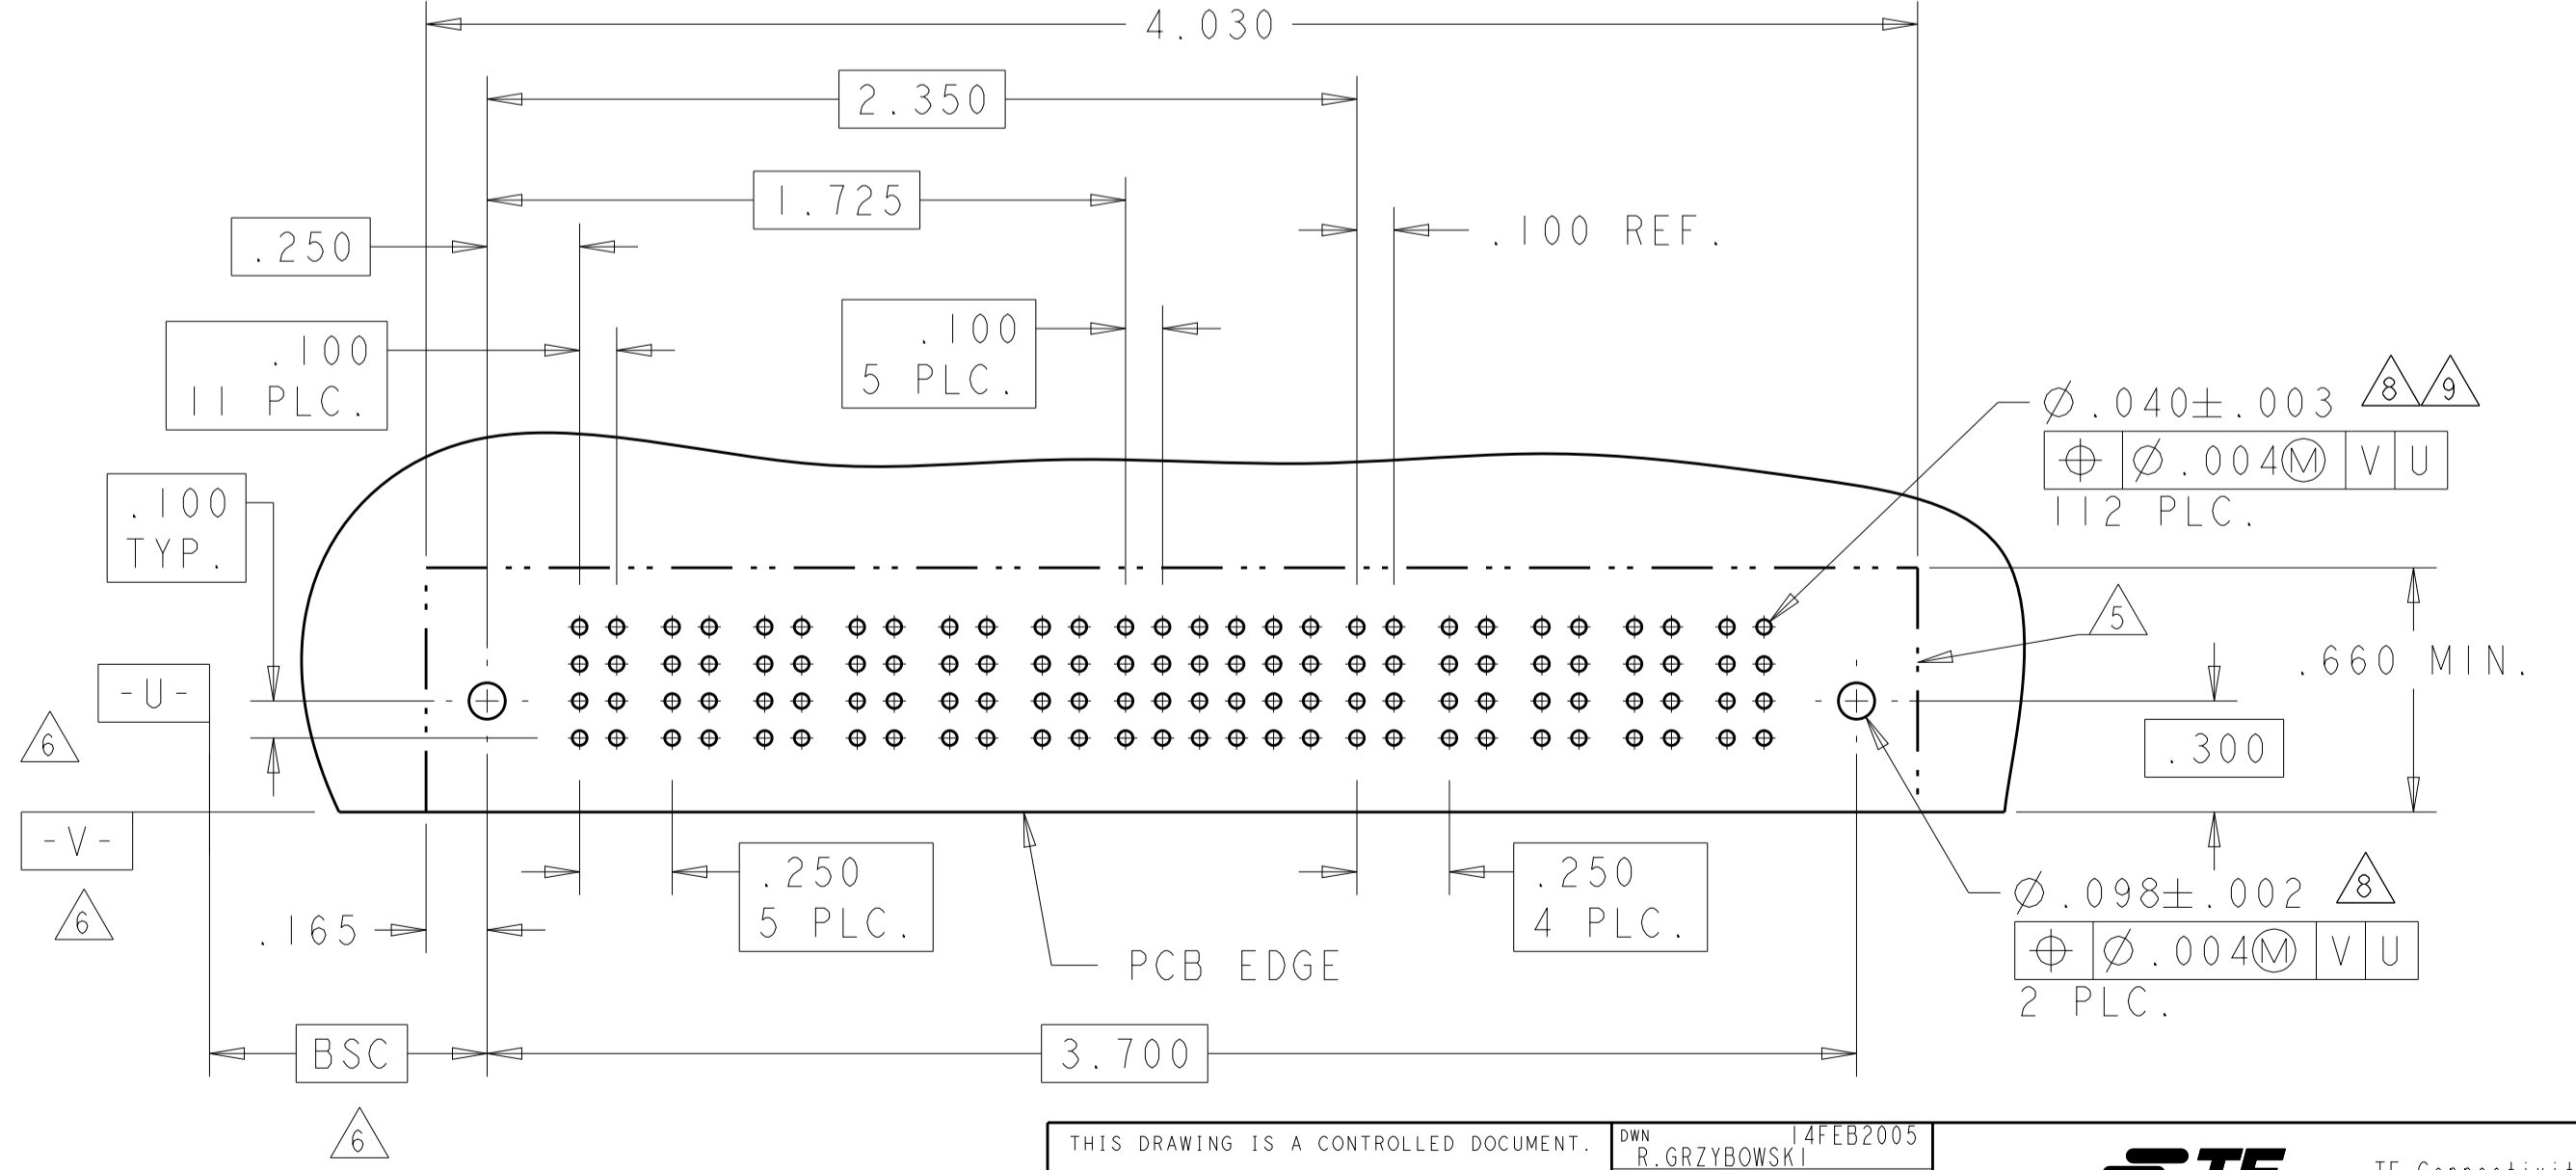 4.030
2.350
1.725
.250
.100 REF.
.100
11 PLC.
.100
5 PLC.
8 9
Ø.040±.003
⌖ Ø.004Ⓜ V U
112 PLC.
.100
TYP.
5
.660 MIN.
-U-
6
.300
-V-
6
.250
5 PLC.
.250
4 PLC.
8
Ø.098±.002
⌖ Ø.004Ⓜ V U
2 PLC.
.165
PCB EDGE
BSC
3.700
6
THIS DRAWING IS A CONTROLLED DOCUMENT.
DWN 14FEB2005
R.GRZYBOWSKI
TE